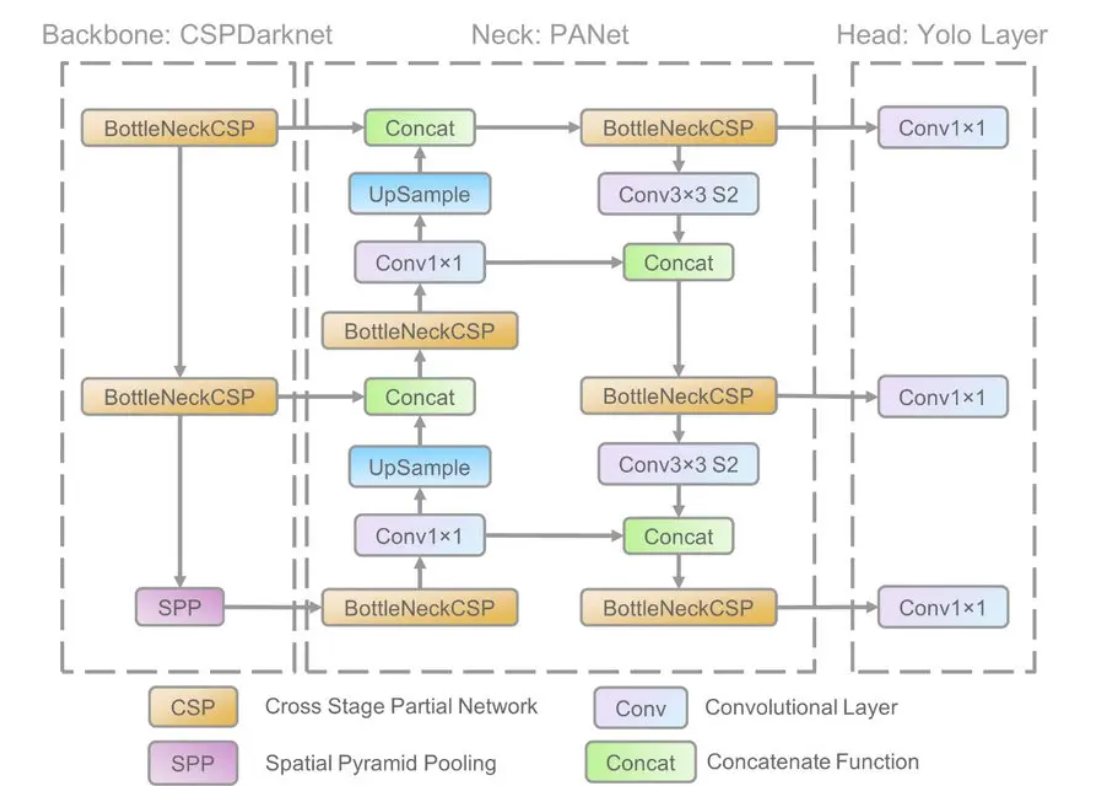 Backbone: CSPDarknet
Neck: PANet
Head: Yolo Layer
BottleNeckCSP
Concat
BottleNeckCSP
Conv1×1
UpSample
Conv3×3 S2
Conv1×1
Concat
BottleNeckCSP
BottleNeckCSP
Concat
BottleNeckCSP
Conv1×1
UpSample
Conv3×3 S2
Conv1×1
Concat
SPP
BottleNeckCSP
BottleNeckCSP
Conv1×1
CSP
Cross Stage Partial Network
Conv
Convolutional Layer
SPP
Spatial Pyramid Pooling
Concat
Concatenate Function